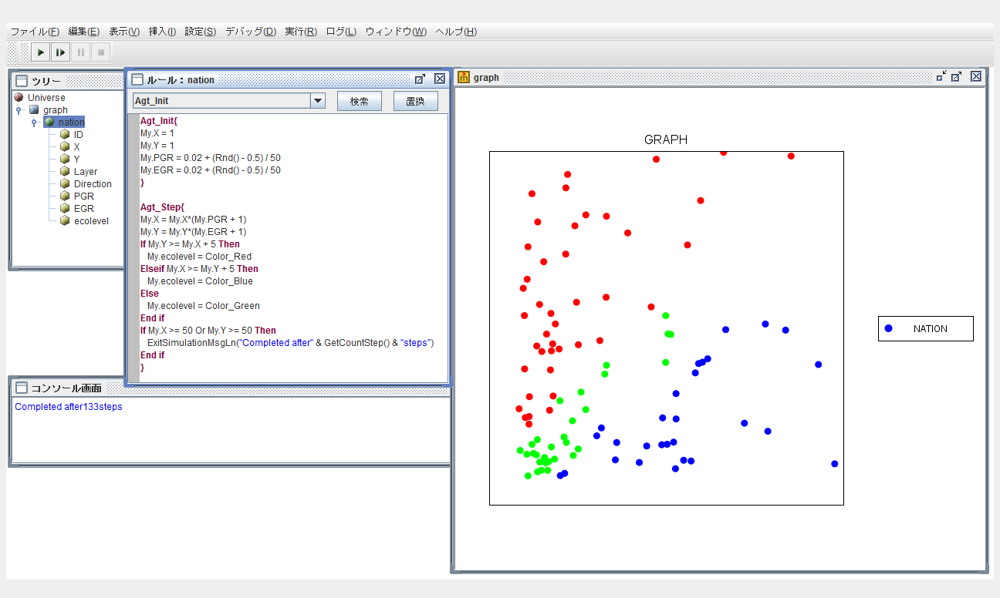 ファイル(F) 編集(E) 表示(V) 挿入(I) 設定(S) デバッグ(D) 実行(R) ログ(L) ウィンドウ(W) ヘルプ(H)
ツリー
Universe
graph
nation
ID
X
Y
Layer
Direction
PGR
EGR
ecolevel
ルール：nation
Agt_Init
検索
置換
Agt_Init{
My.X = 1
My.Y = 1
My.PGR = 0.02 + (Rnd() - 0.5) / 50
My.EGR = 0.02 + (Rnd() - 0.5) / 50
}
Agt_Step{
My.X = My.X*(My.PGR + 1)
My.Y = My.Y*(My.EGR + 1)
If My.Y >= My.X + 5 Then
My.ecolevel = Color_Red
Elseif My.X >= My.Y + 5 Then
My.ecolevel = Color_Blue
Else
My.ecolevel = Color_Green
End if
If My.X >= 50 Or My.Y >= 50 Then
ExitSimulationMsgLn("Completed after" & GetCountStep() & "steps")
End if
}
コンソール画面
Completed after133steps
graph
GRAPH
NATION